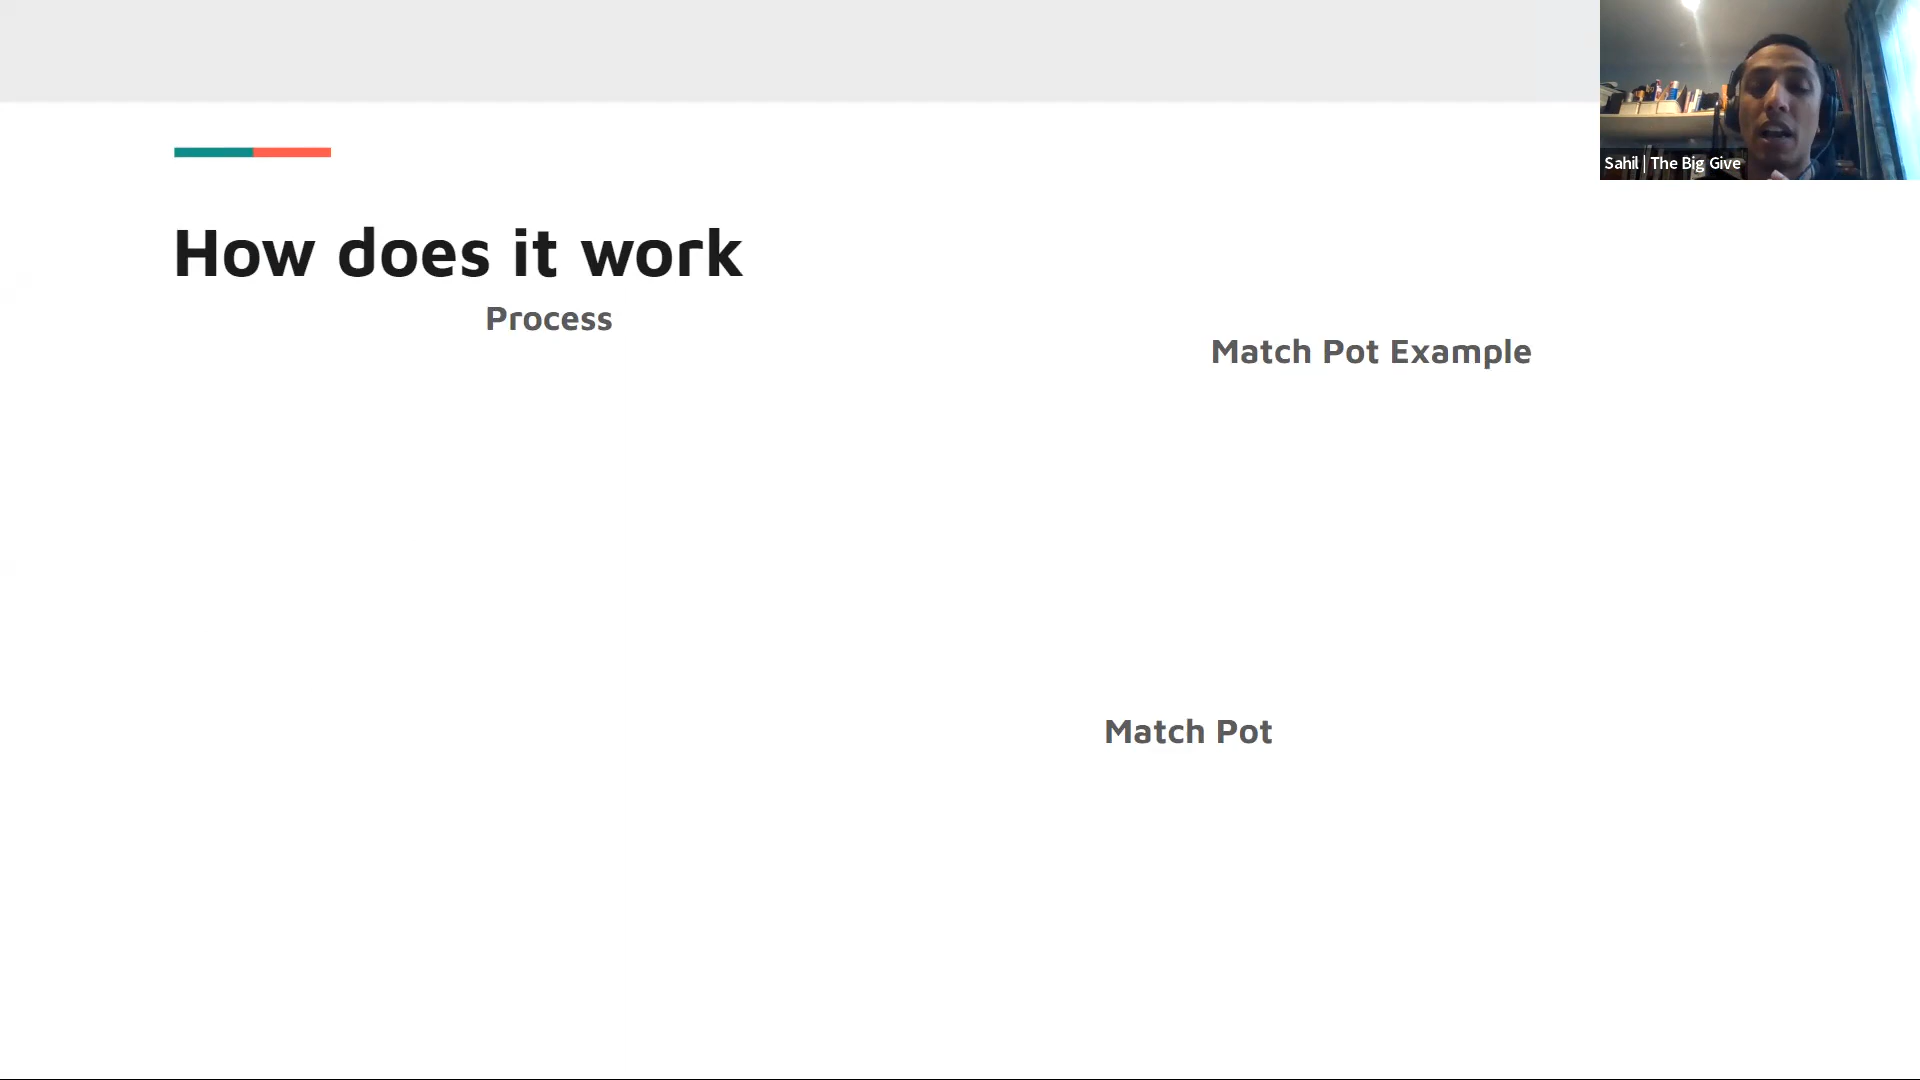 Sahil | The Big Give
How does it work
Process
Match Pot Example
Match Pot